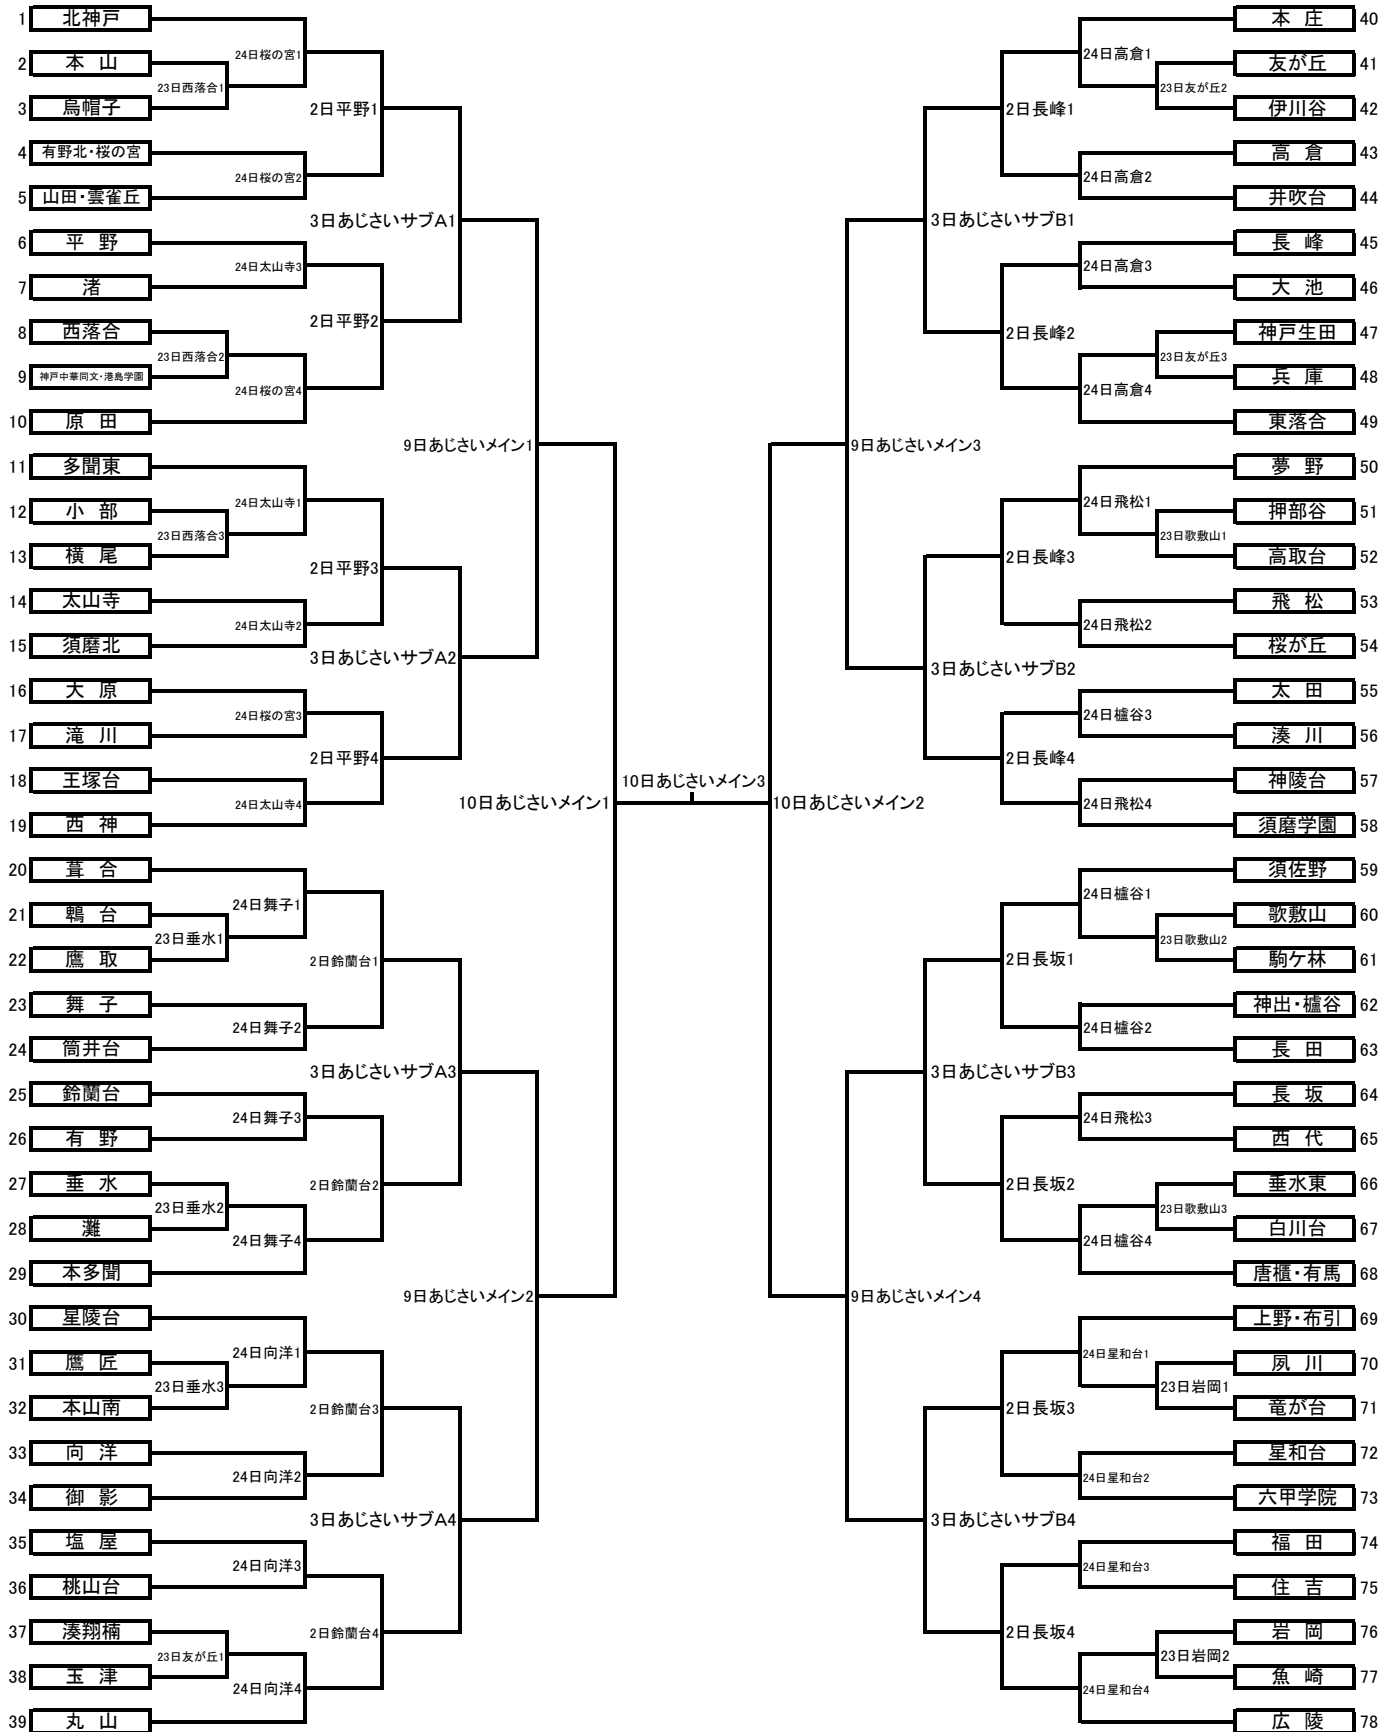 1 北神戸
24日桜の宮1
2 本 山
23日西落合1
3 烏帽子
2日平野1
4 有野北・桜の宮
24日桜の宮2
5 山田・雲雀丘
3日あじさいサブA1
6 平 野
24日太山寺3
7 渚
2日平野2
8 西落合
23日西落合2
9 神戸中華同文・港島学園
24日桜の宮4
10 原 田
9日あじさいメイン1
11 多聞東
24日太山寺1
12 小 部
23日西落合3
13 横 尾
2日平野3
14 太山寺
24日太山寺2
15 須磨北
3日あじさいサブA2
16 大 原
24日桜の宮3
17 滝 川
2日平野4
18 王塚台
24日太山寺4
19 西 神
10日あじさいメイン1
20 葺 合
24日舞子1
21 鵯 台
23日垂水1
22 鷹 取
2日鈴蘭台1
23 舞 子
24日舞子2
24 筒井台
3日あじさいサブA3
25 鈴蘭台
24日舞子3
26 有 野
2日鈴蘭台2
27 垂 水
23日垂水2
28 灘
24日舞子4
29 本多聞
9日あじさいメイン2
30 星陵台
24日向洋1
31 鷹 匠
23日垂水3
32 本山南
2日鈴蘭台3
33 向 洋
24日向洋2
34 御 影
3日あじさいサブA4
35 塩 屋
24日向洋3
36 桃山台
2日鈴蘭台4
37 湊翔楠
23日友が丘1
38 玉 津
24日向洋4
39 丸 山
10日あじさいメイン3
本 庄 40
24日高倉1
友が丘 41
23日友が丘2
伊川谷 42
2日長峰1
高 倉 43
24日高倉2
井吹台 44
3日あじさいサブB1
長 峰 45
24日高倉3
大 池 46
2日長峰2
神戸生田 47
23日友が丘3
兵 庫 48
24日高倉4
東落合 49
9日あじさいメイン3
夢 野 50
24日飛松1
押部谷 51
23日歌敷山1
高取台 52
2日長峰3
飛 松 53
24日飛松2
桜が丘 54
3日あじさいサブB2
太 田 55
24日櫨谷3
湊 川 56
2日長峰4
神陵台 57
24日飛松4
須磨学園 58
10日あじさいメイン2
須佐野 59
24日櫨谷1
歌敷山 60
23日歌敷山2
駒ケ林 61
2日長坂1
神出・櫨谷 62
24日櫨谷2
長 田 63
3日あじさいサブB3
長 坂 64
24日飛松3
西 代 65
2日長坂2
垂水東 66
23日歌敷山3
白川台 67
24日櫨谷4
唐櫃・有馬 68
9日あじさいメイン4
上野・布引 69
24日星和台1
夙 川 70
23日岩岡1
竜が台 71
2日長坂3
星和台 72
24日星和台2
六甲学院 73
3日あじさいサブB4
福 田 74
24日星和台3
住 吉 75
2日長坂4
岩 岡 76
23日岩岡2
魚 崎 77
24日星和台4
広 陵 78